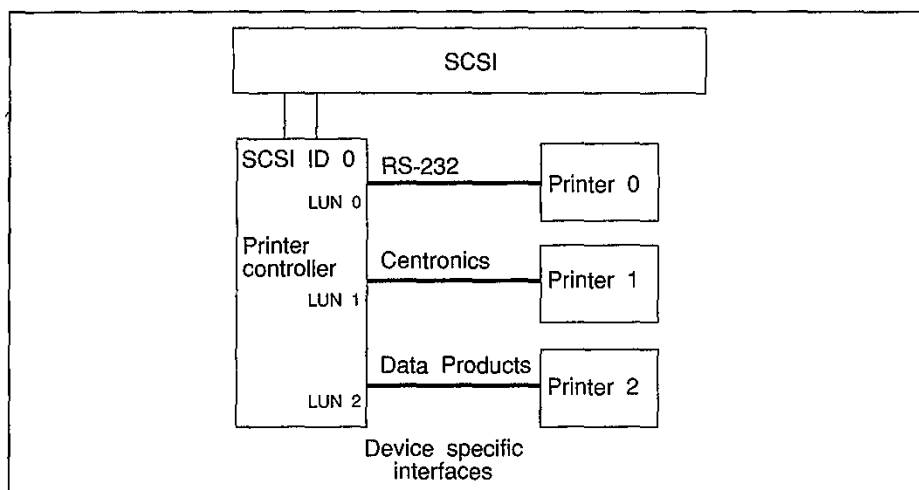 SCSI
SCSI ID 0
RS-232
Printer 0
LUN 0
Printer
controller
Centronics
Printer 1
LUN 1
Data Products
Printer 2
LUN 2
Device specific
interfaces